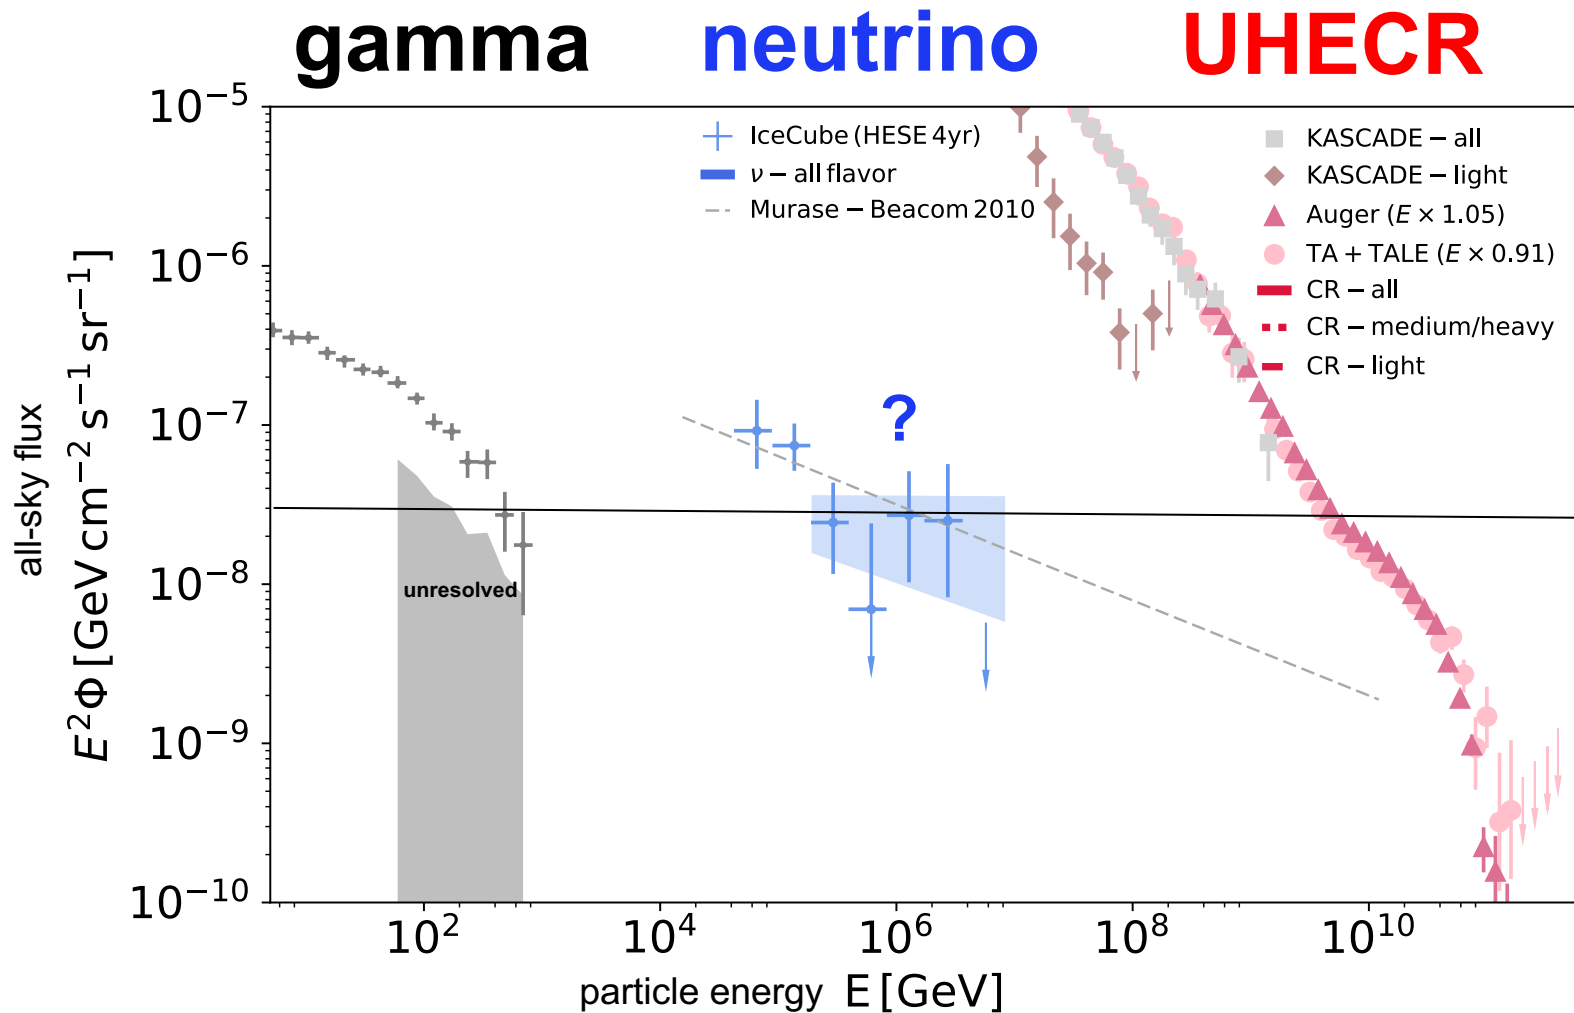 gamma neutrino UHECR
10⁻⁵
10⁻⁶
10⁻⁷
10⁻⁸
10⁻⁹
10⁻¹⁰
all-sky flux
E²Φ [GeV cm⁻² s⁻¹ sr⁻¹]
IceCube (HESE 4yr)
ν − all flavor
Murase − Beacom 2010
KASCADE − all
KASCADE − light
Auger (E × 1.05)
TA + TALE (E × 0.91)
CR − all
CR − medium/heavy
CR − light
?
unresolved
10² 10⁴ 10⁶ 10⁸ 10¹⁰
particle energy E [GeV]